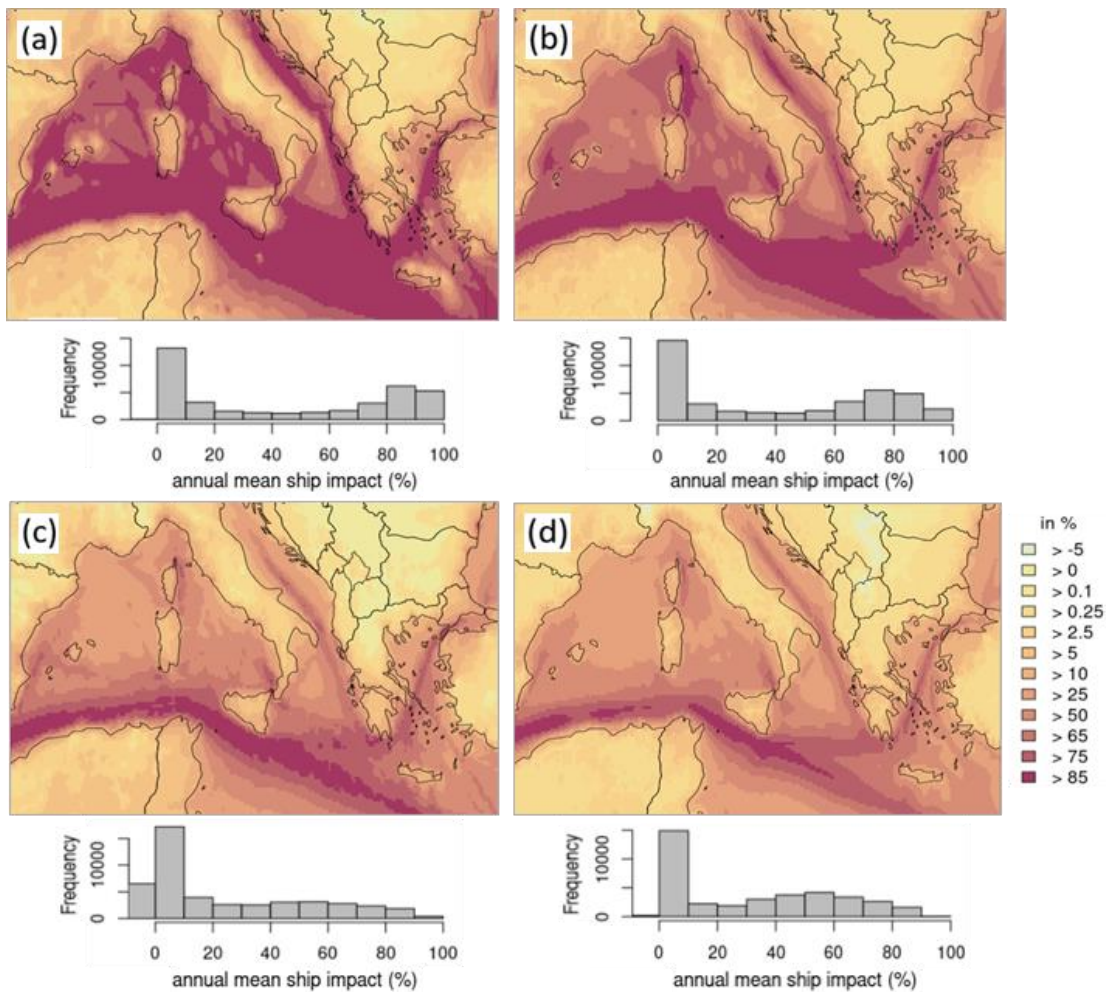 (a)
(b)
Frequency
0 10000
0 20 40 60 80 100
annual mean ship impact (%)
Frequency
0 10000
0 20 40 60 80 100
annual mean ship impact (%)
(c)
(d)
in %
> -5
> 0
> 0.1
> 0.25
> 2.5
> 5
> 10
> 25
> 50
> 65
> 75
> 85
Frequency
0 10000
0 20 40 60 80 100
annual mean ship impact (%)
Frequency
0 10000
0 20 40 60 80 100
annual mean ship impact (%)